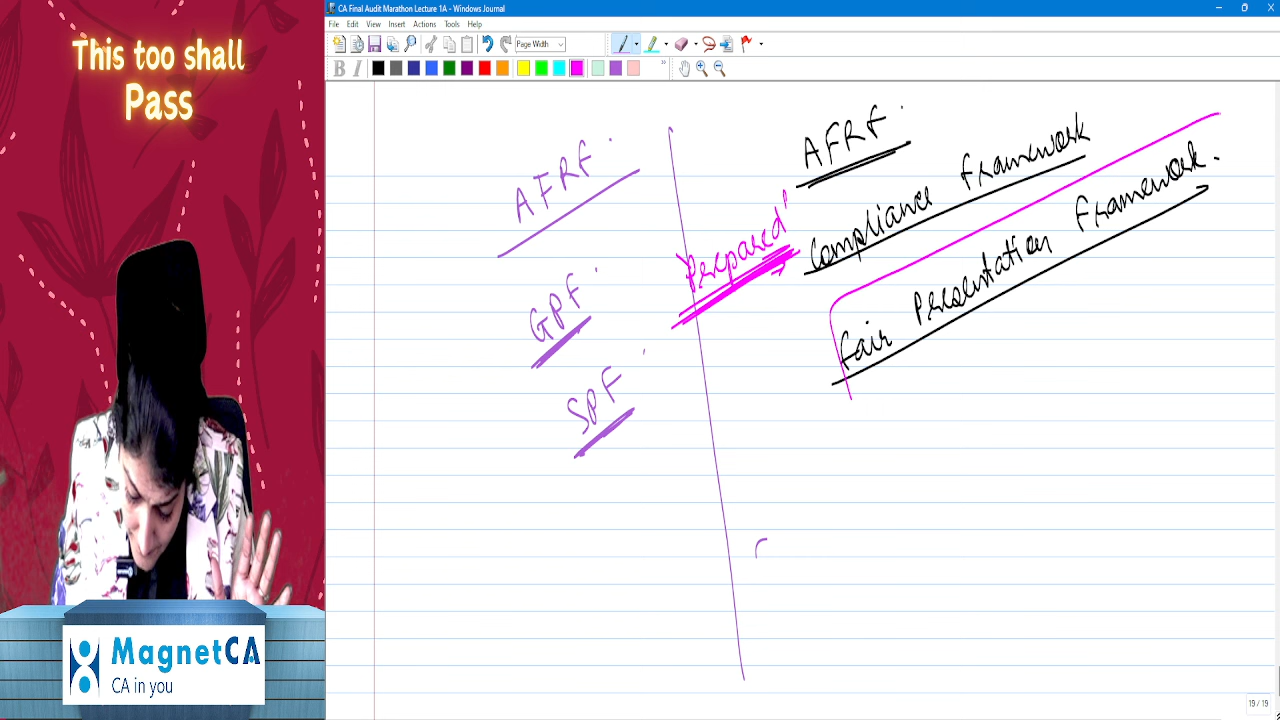 This too shall
Pass
MagnetCA
CA in you
CA Final Audit Marathon Lecture 1A - Windows Journal
File Edit View Insert Actions Tools Help
Page Width
B I
AFRF.
GPF.
SPF
AFRF.
"Prepared"
Compliance Framework
Fair Presentation Framework.
19 / 19